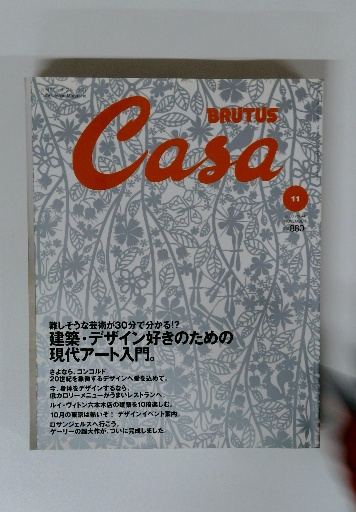 BRUTUS
Casa
11
880
難しそうな芸術が30分で分かる!?
建築・デザイン好きのための
現代アート入門。
さよなら、コンコルド
20世紀を象徴するデザインへ愛を込めて。
今、身体をデザインするなら、
低カロリーメニューがうまいレストランへ。
ルイ・ヴィトン六本木店の建築を10倍楽しむ。
10月の東京は熱いぞ! デザインイベント案内。
ロサンジェルスへ行こう。
ゲーリーの超大作が、ついに完成しました。